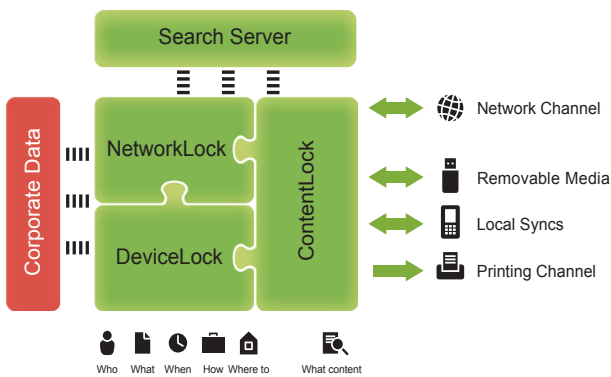 Search Server
Corporate Data
NetworkLock
DeviceLock
ContentLock
Network Channel
Removable Media
Local Syncs
Printing Channel
Who What When How Where to What content